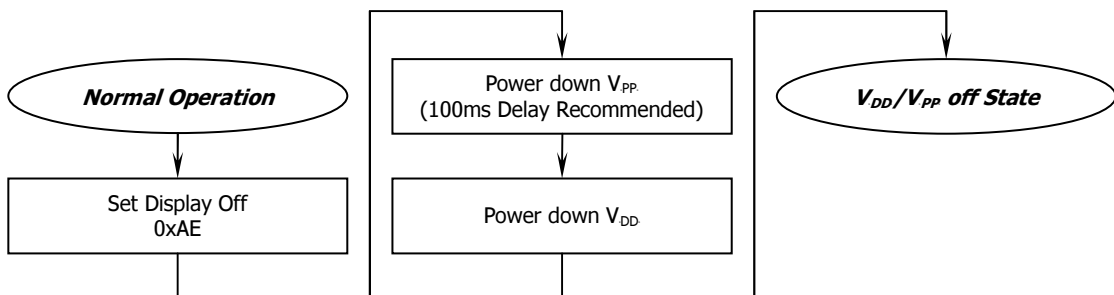 Normal Operation
Set Display Off
0xAE
Power down VPP
(100ms Delay Recommended)
Power down VDD
VDD/VPP off State